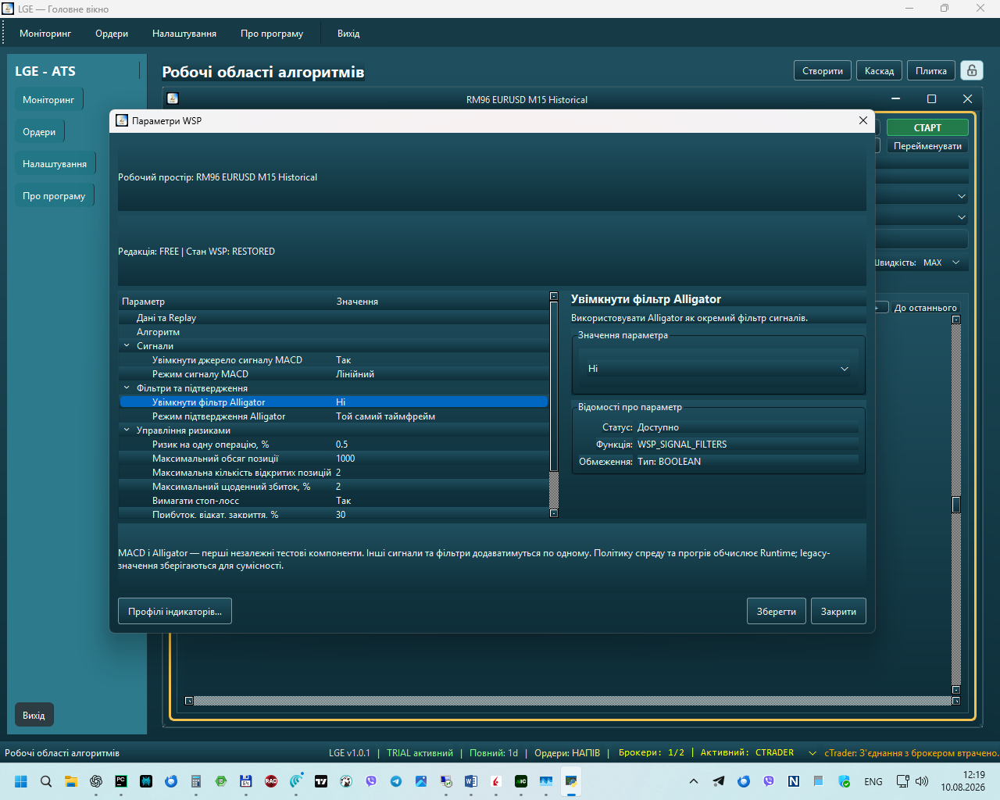 LGE — Головне вікно
Моніторинг Ордери Налаштування Про програму Вихід
LGE - ATS
Моніторинг
Ордери
Налаштування
Про програму
Вихід
Робочі області алгоритмів
Створити Каскад Плитка
RM96 EURUSD M15 Historical
СТАРТ
Перейменувати
Швидкість: MAX
До останнього
Параметри WSP
Робочий простір: RM96 EURUSD M15 Historical
Редакція: FREE | Стан WSP: RESTORED
Параметр Значення
Дані та Replay
Алгоритм
Сигнали
Увімкнути джерело сигналу MACD Так
Режим сигналу MACD Лінійний
Фільтри та підтвердження
Увімкнути фільтр Alligator Ні
Режим підтвердження Alligator Той самий таймфрейм
Управління ризиками
Ризик на одну операцію, % 0.5
Максимальний обсяг позиції 1000
Максимальна кількість відкритих позицій 2
Максимальний щоденний збиток, % 2
Вимагати стоп-лосс Так
Прибуток. відкат. закриття. % 30
Увімкнути фільтр Alligator
Використовувати Alligator як окремий фільтр сигналів.
Значення параметра
Ні
Відомості про параметр
Статус: Доступно
Функція: WSP_SIGNAL_FILTERS
Обмеження: Тип: BOOLEAN
MACD і Alligator — перші незалежні тестові компоненти. Інші сигнали та фільтри додаватимуться по одному. Політику спреду та прогрів обчислює Runtime; legacy-
значення зберігаються для сумісності.
Профілі індикаторів... Зберегти Закрити
Робочі області алгоритмів LGE v1.0.1 | TRIAL активний | Повний: 1d | Ордери: НАПІВ | Брокери: 1/2 | Активний: CTRADER cTrader: З'єднання з брокером втрачено.
ENG
12:19
10.08.2026